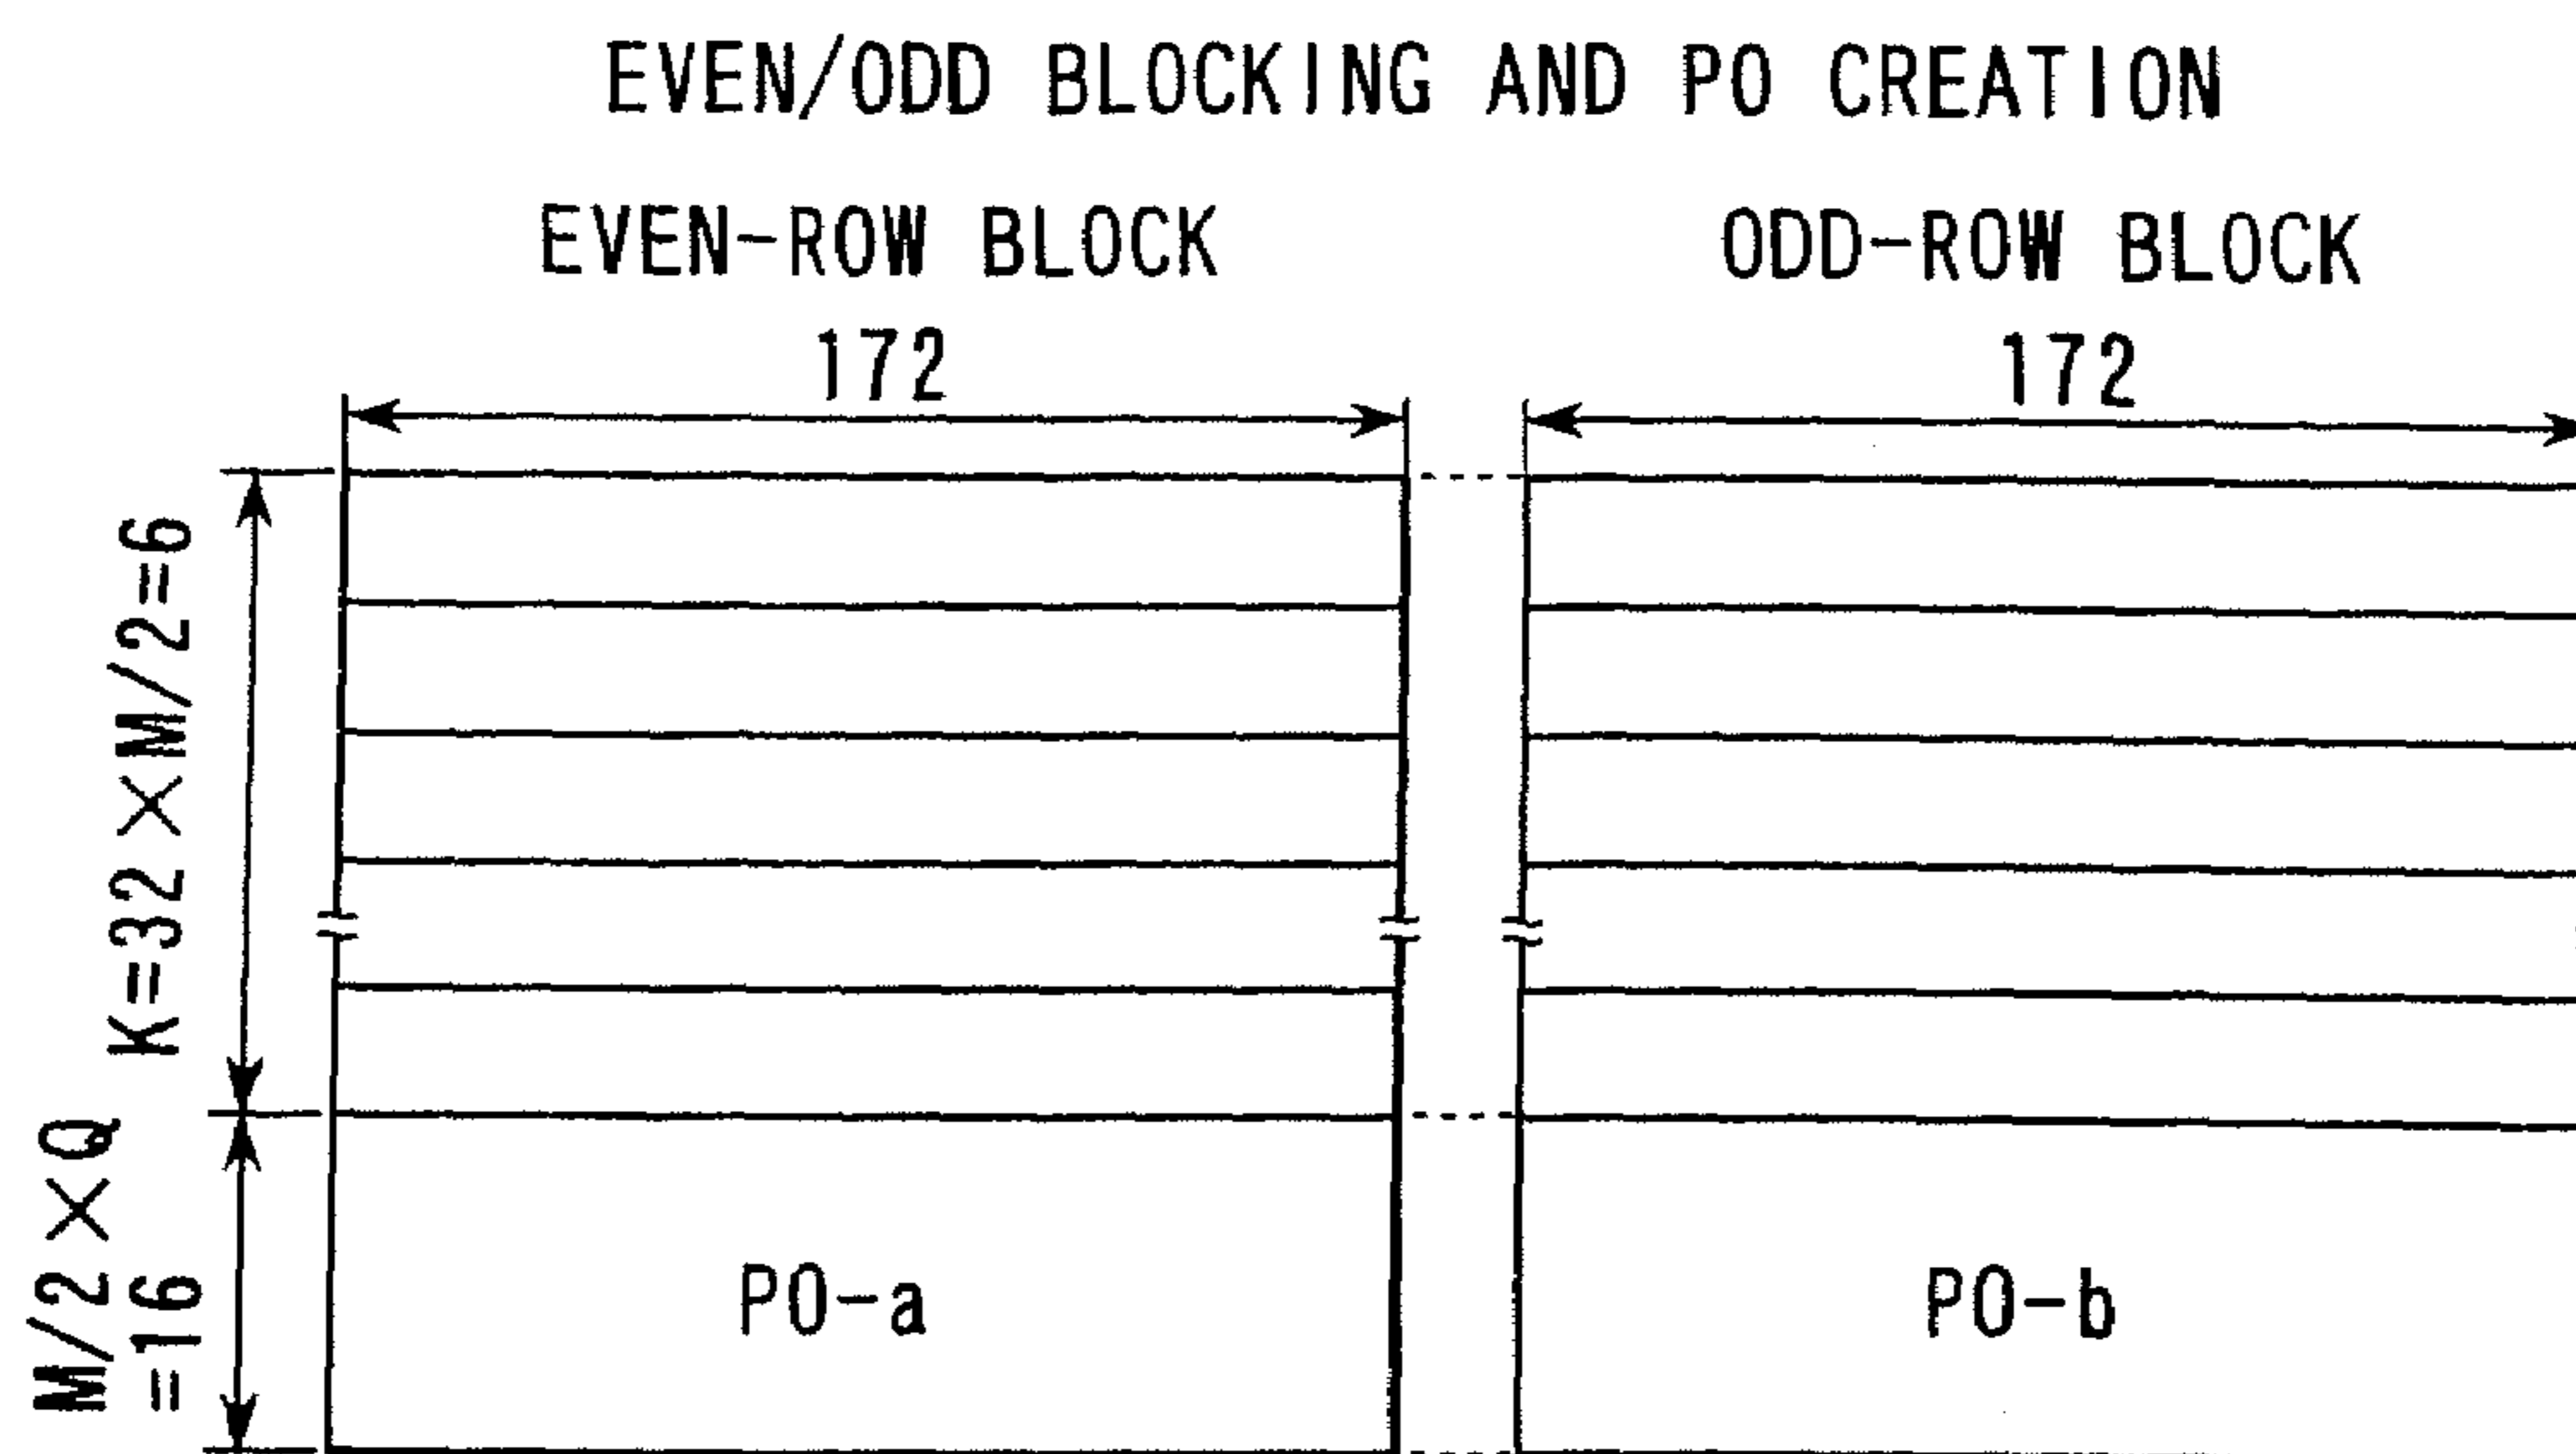 EVEN/ODD BLOCKING AND PO CREATION
EVEN-ROW BLOCK
ODD-ROW BLOCK
172
172
K=32×M/2=6
M/2×Q
=16
PO-a
PO-b